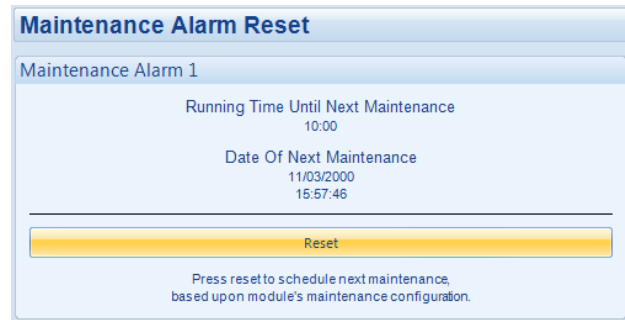 Maintenance Alarm Reset
Maintenance Alarm 1
Running Time Until Next Maintenance
10:00
Date Of Next Maintenance
11/03/2000
15:57:46
Reset
Press reset to schedule next maintenance,
based upon module's maintenance configuration.